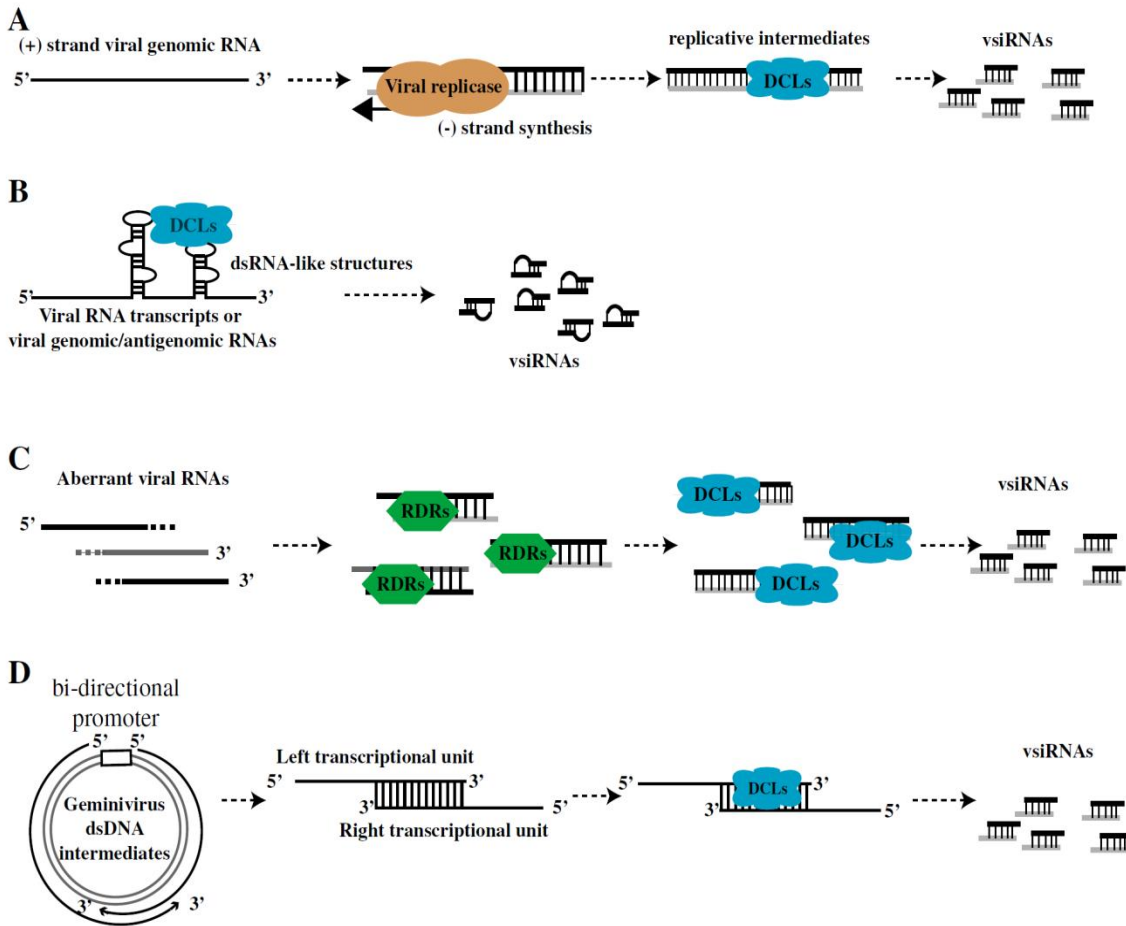 A
(+) strand viral genomic RNA
5’
3’
Viral replicase
(-) strand synthesis
replicative intermediates
DCLs
vsiRNAs
B
DCLs
dsRNA-like structures
5’
3’
Viral RNA transcripts or
viral genomic/antigenomic RNAs
vsiRNAs
C
Aberrant viral RNAs
5’
3’
3’
RDRs
RDRs
RDRs
DCLs
DCLs
DCLs
vsiRNAs
D
bi-directional
promoter
5’ 5’
Geminivirus
dsDNA
intermediates
3’ 3’
Left transcriptional unit
5’ 3’
3’ 5’
Right transcriptional unit
5’ 3’
DCLs
3’ 5’
vsiRNAs